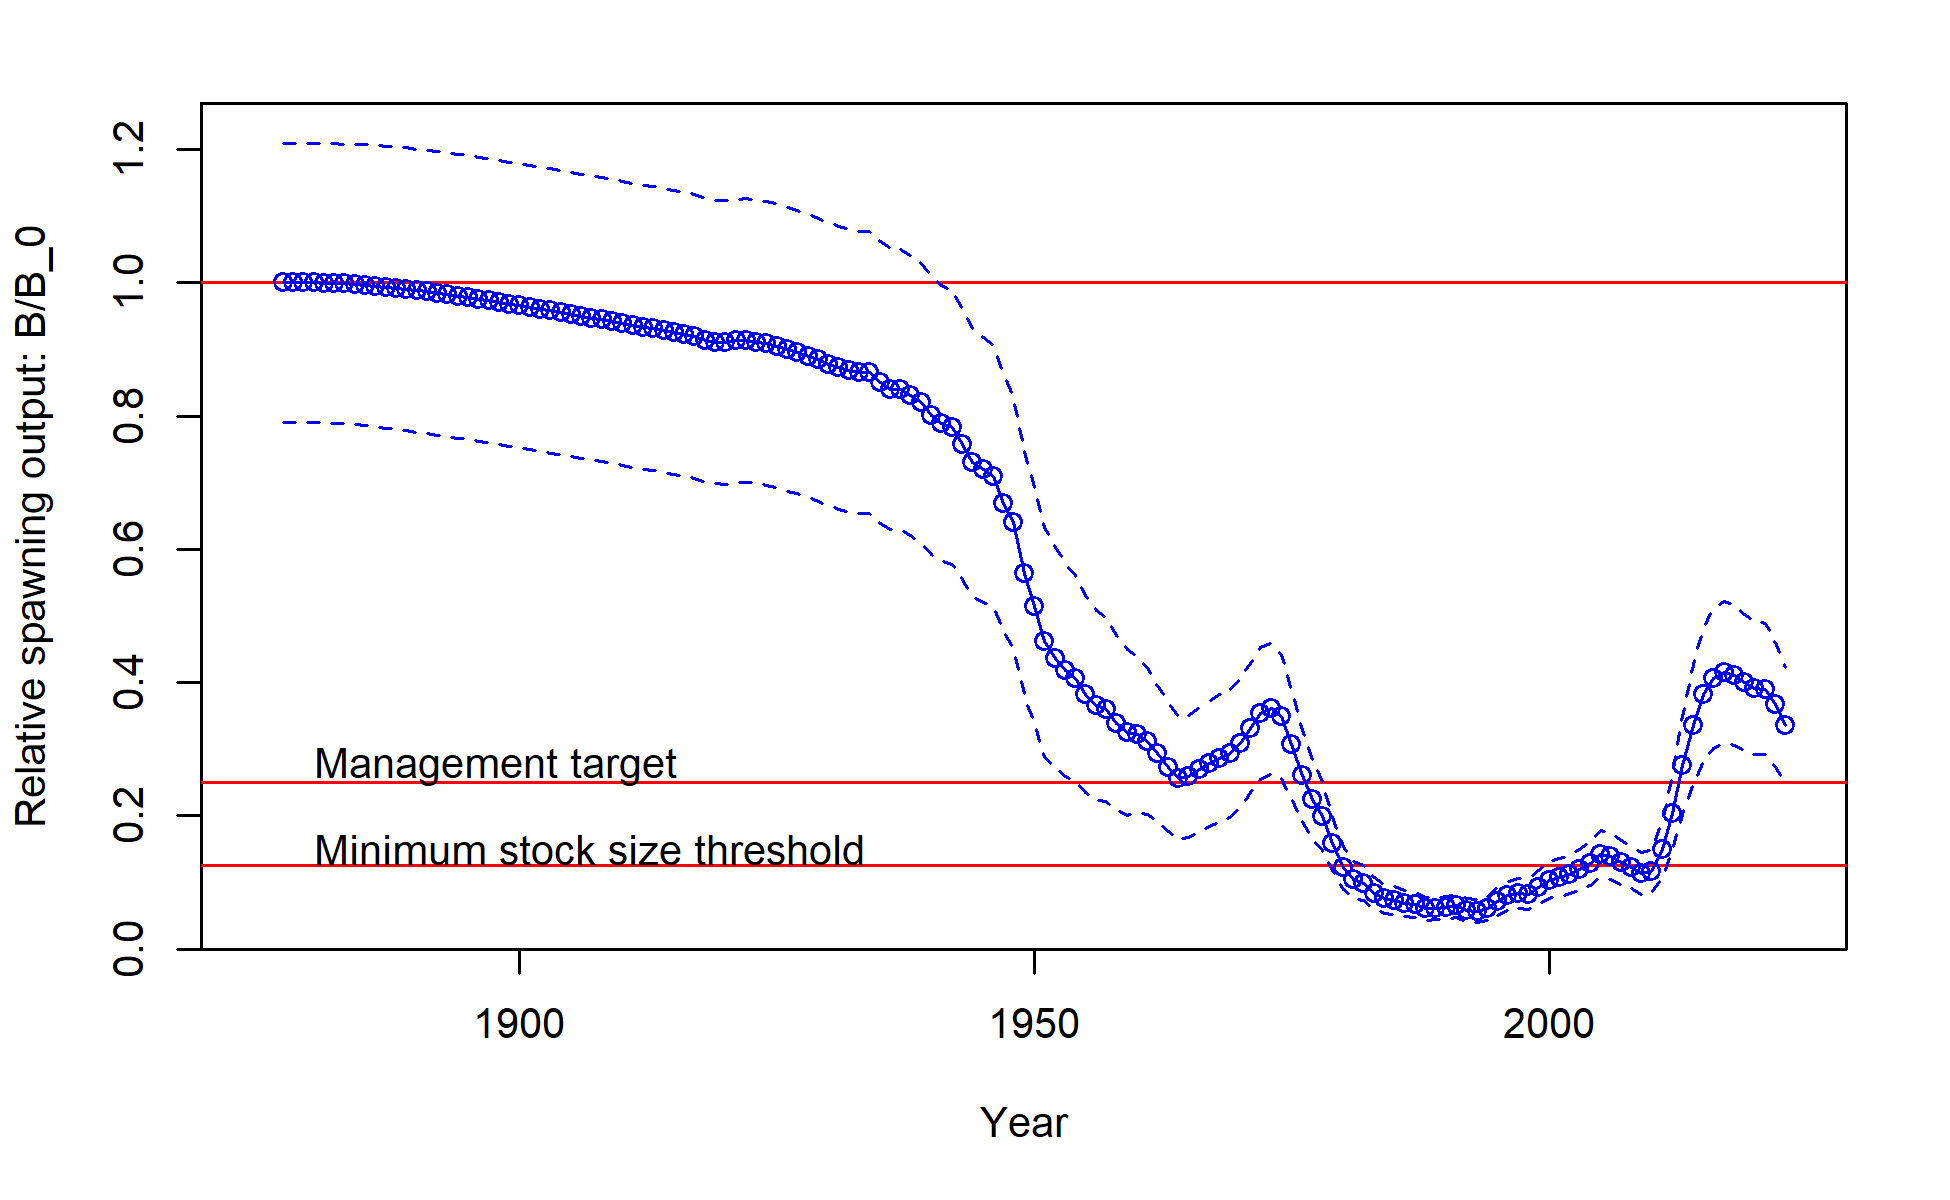 Relative spawning output: B/B_0
1.2
1.0
0.8
0.6
0.4
0.2
0.0
Management target
Minimum stock size threshold
1900
1950
2000
Year